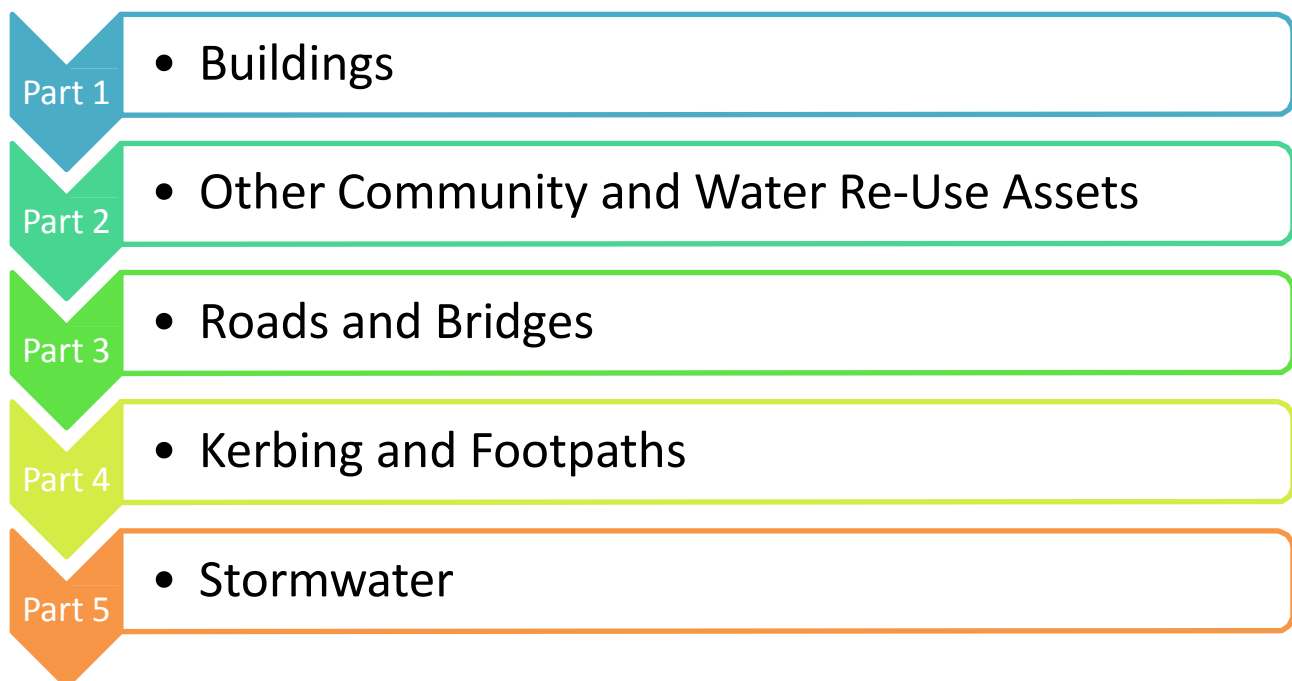 Part 1
• Buildings
Part 2
• Other Community and Water Re-Use Assets
Part 3
• Roads and Bridges
Part 4
• Kerbing and Footpaths
Part 5
• Stormwater